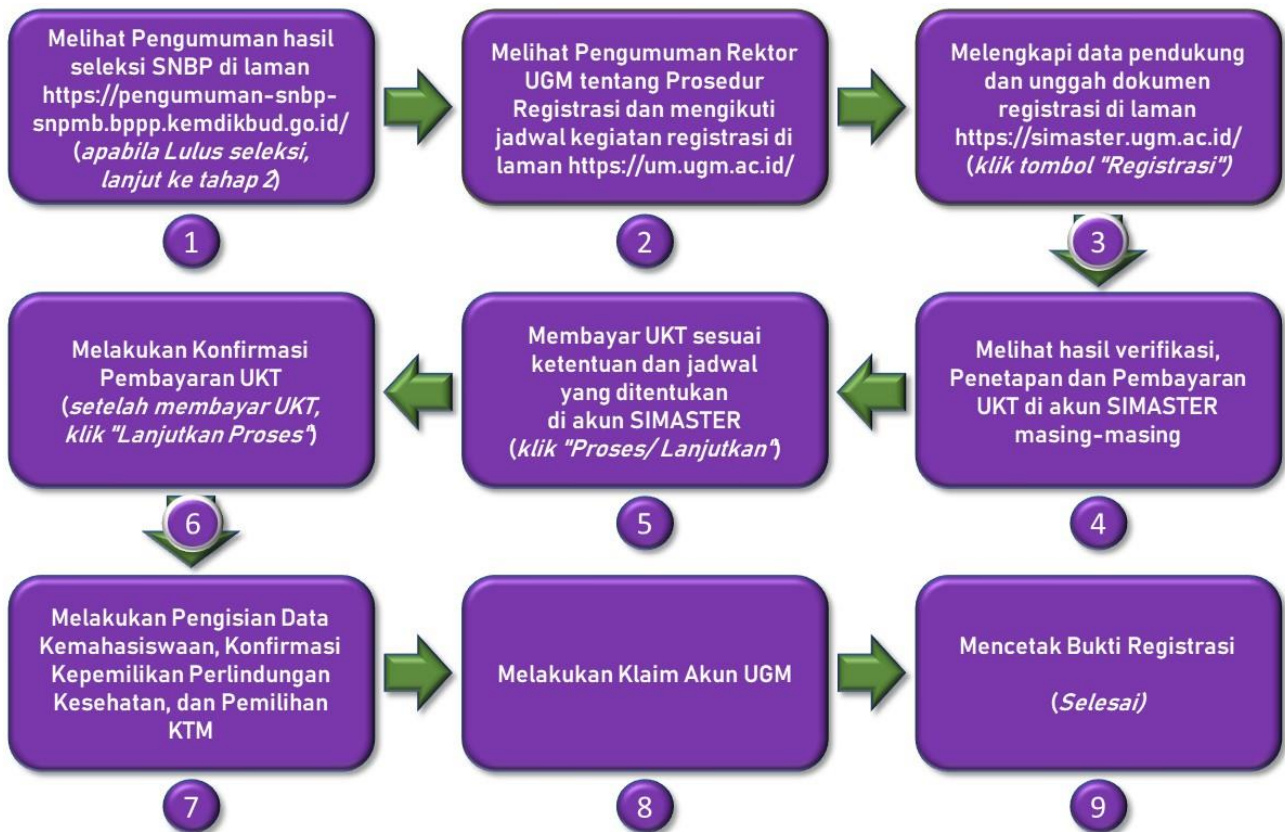 Melihat Pengumuman hasil
seleksi SNBP di laman
https://pengumuman-snbp-
snpmb.bppp.kemdikbud.go.id/
(apabila Lulus seleksi,
lanjut ke tahap 2)
1
Melihat Pengumuman Rektor
UGM tentang Prosedur
Registrasi dan mengikuti
jadwal kegiatan registrasi di
laman https://um.ugm.ac.id/
2
Melengkapi data pendukung
dan unggah dokumen
registrasi di laman
https://simaster.ugm.ac.id/
(klik tombol "Registrasi")
3
Melihat hasil verifikasi,
Penetapan dan Pembayaran
UKT di akun SIMASTER
masing-masing
4
Membayar UKT sesuai
ketentuan dan jadwal
yang ditentukan
di akun SIMASTER
(klik "Proses/ Lanjutkan")
5
Melakukan Konfirmasi
Pembayaran UKT
(setelah membayar UKT,
klik "Lanjutkan Proses")
6
Melakukan Pengisian Data
Kemahasiswaan, Konfirmasi
Kepemilikan Perlindungan
Kesehatan, dan Pemilihan
KTM
7
Melakukan Klaim Akun UGM
8
Mencetak Bukti Registrasi
(Selesai)
9